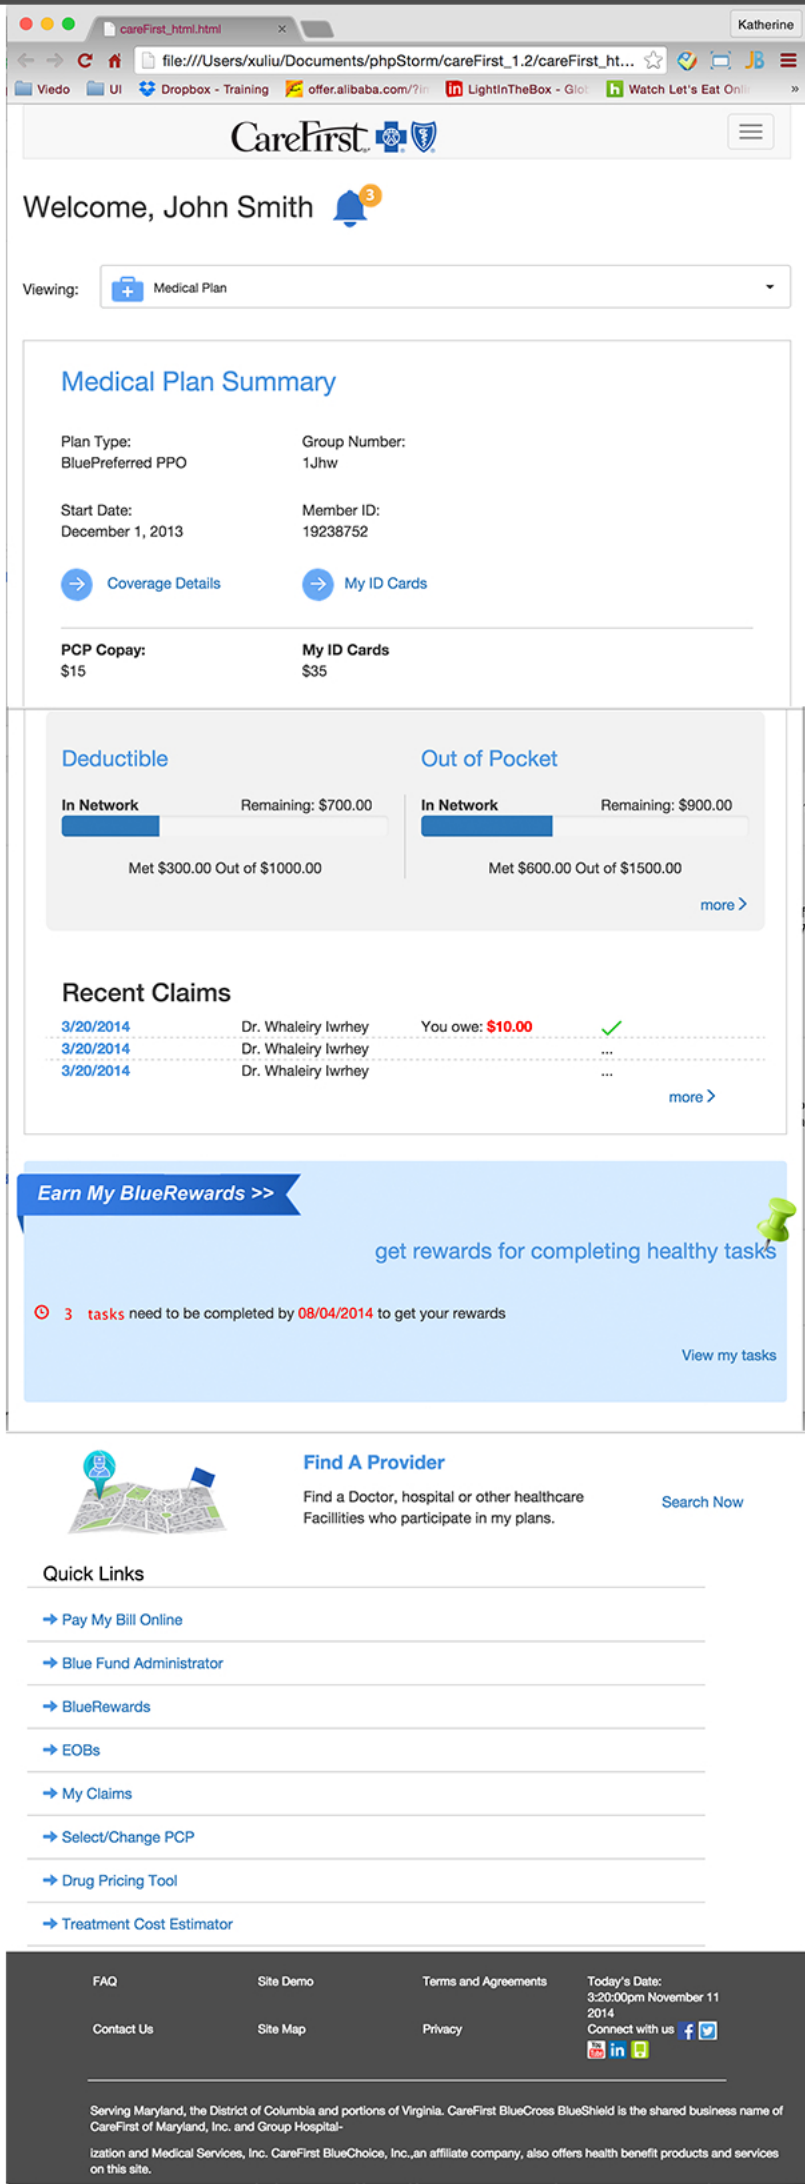 careFirst_html.html
Katherine
file:///Users/xuliu/Documents/phpStorm/careFirst_1.2/careFirst_ht...
Viedo UI Dropbox - Training offer.alibaba.com/?in LightInTheBox - Glo Watch Let's Eat Onli »
CareFirst
Welcome, John Smith 3
Viewing: Medical Plan
Medical Plan Summary
Plan Type: Group Number:
BluePreferred PPO 1Jhw
Start Date: Member ID:
December 1, 2013 19238752
Coverage Details My ID Cards
PCP Copay: My ID Cards
$15 $35
Deductible Out of Pocket
In Network Remaining: $700.00 In Network Remaining: $900.00
Met $300.00 Out of $1000.00 Met $600.00 Out of $1500.00
more
Recent Claims
3/20/2014 Dr. Whaleiry lwrhey You owe: $10.00
3/20/2014 Dr. Whaleiry lwrhey ...
3/20/2014 Dr. Whaleiry lwrhey ...
more
Earn My BlueRewards >>
get rewards for completing healthy tasks
3 tasks need to be completed by 08/04/2014 to get your rewards
View my tasks
Find A Provider
Find a Doctor, hospital or other healthcare
Facillities who participate in my plans.
Search Now
Quick Links
Pay My Bill Online
Blue Fund Administrator
BlueRewards
EOBs
My Claims
Select/Change PCP
Drug Pricing Tool
Treatment Cost Estimator
FAQ Site Demo Terms and Agreements Today's Date:
3:20:00pm November 11
2014
Contact Us Site Map Privacy Connect with us
Serving Maryland, the District of Columbia and portions of Virginia. CareFirst BlueCross BlueShield is the shared business name of
CareFirst of Maryland, Inc. and Group Hospital-
ization and Medical Services, Inc. CareFirst BlueChoice, Inc.,an affiliate company, also offers health benefit products and services
on this site.